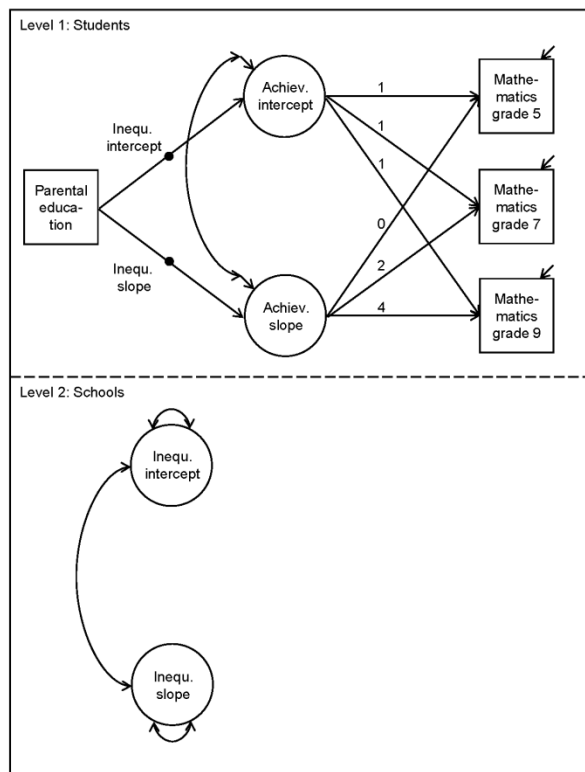 Level 1: Students
Achiev.
intercept
1
Mathe-
matics
grade 5
Inequ.
intercept
1
1
Parental
educa-
tion
Mathe-
matics
grade 7
0
Inequ.
slope
2
Achiev.
slope
4
Mathe-
matics
grade 9
Level 2: Schools
Inequ.
intercept
Inequ.
slope